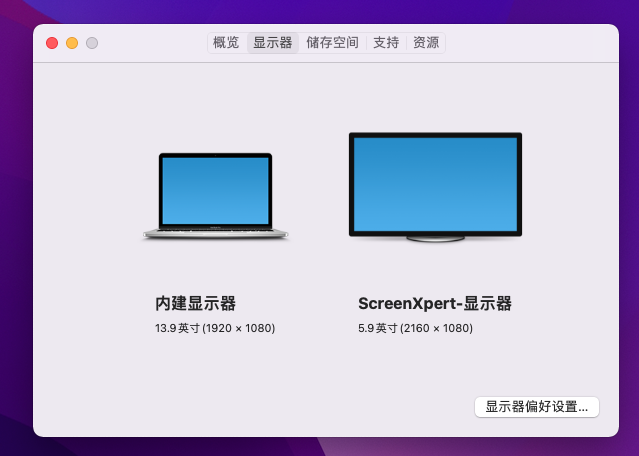 概览 显示器 储存空间 支持 资源
内建显示器
13.9英寸 (1920 × 1080)
ScreenXpert-显示器
5.9英寸 (2160 × 1080)
显示器偏好设置...